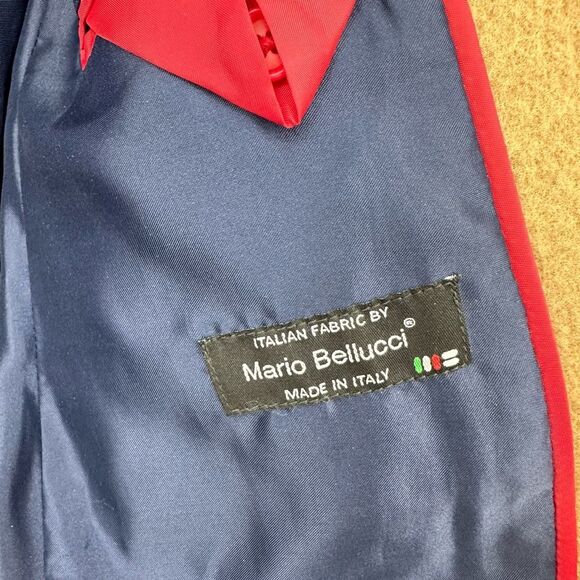 ITALIAN FABRIC BY
Mario Bellucci®
MADE IN ITALY